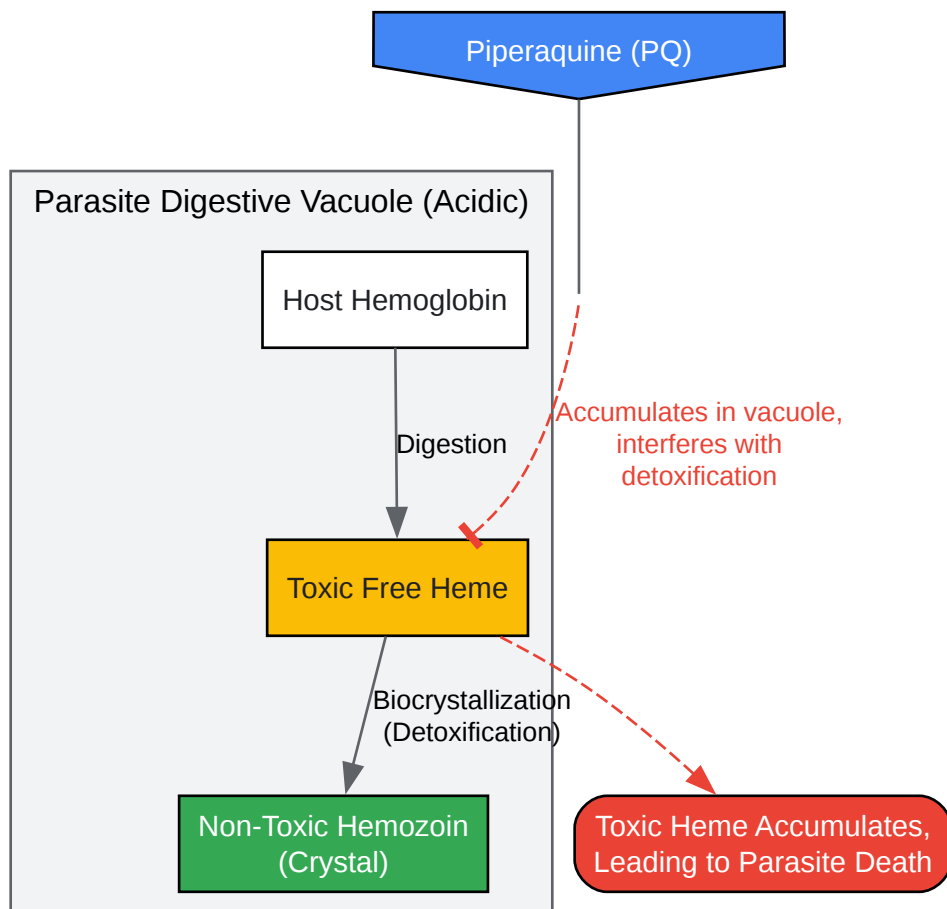 Piperaquine (PQ)
Parasite Digestive Vacuole (Acidic)
Host Hemoglobin
Accumulates in vacuole,
interferes with
detoxification
Digestion
Toxic Free Heme
Biocrystallization
(Detoxification)
Non-Toxic Hemozoin
(Crystal)
Toxic Heme Accumulates,
Leading to Parasite Death